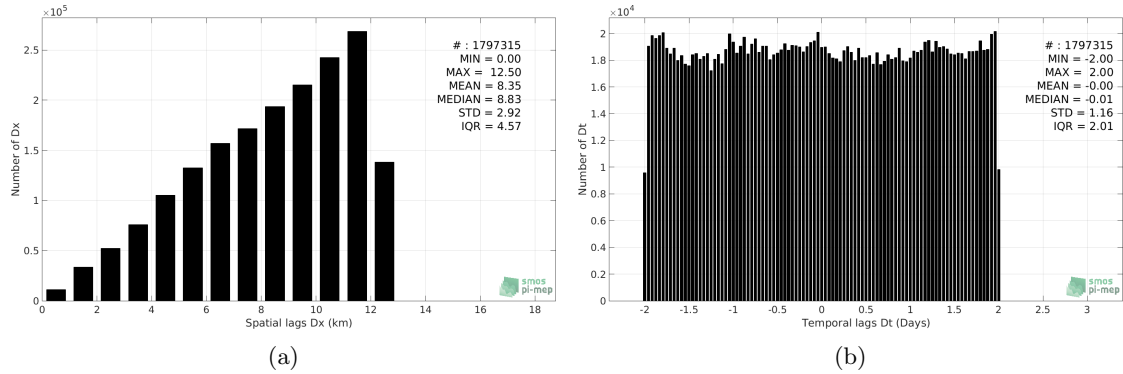 ×10⁵
2.5
2
1.5
1
0.5
0
Number of Dx
# : 1797315
MIN = 0.00
MAX = 12.50
MEAN = 8.35
MEDIAN = 8.83
STD = 2.92
IQR = 4.57
smos
pi-mep
0 2 4 6 8 10 12 14 16 18
Spatial lags Dx (km)
(a)
×10⁴
2
1.8
1.6
1.4
1.2
1
0.8
0.6
0.4
0.2
0
Number of Dt
# : 1797315
MIN = -2.00
MAX = 2.00
MEAN = -0.00
MEDIAN = -0.01
STD = 1.16
IQR = 2.01
smos
pi-mep
-2 -1.5 -1 -0.5 0 0.5 1 1.5 2 2.5 3
Temporal lags Dt (Days)
(b)